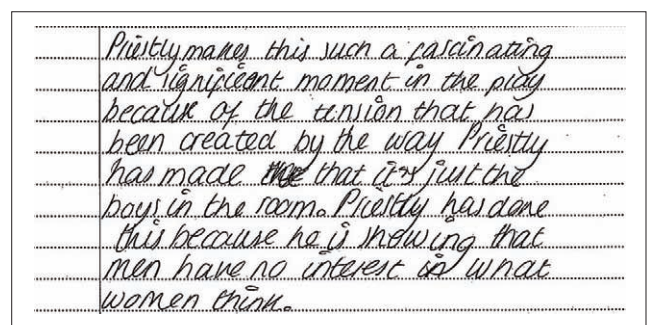 Priestly makes this such a fascinating
and significant moment in the play
because of the tension that has
been created by the way Priestly
has made that it's just the
boys in the room. Priestly has done
this because he is showing that
men have no interest in what
women think.